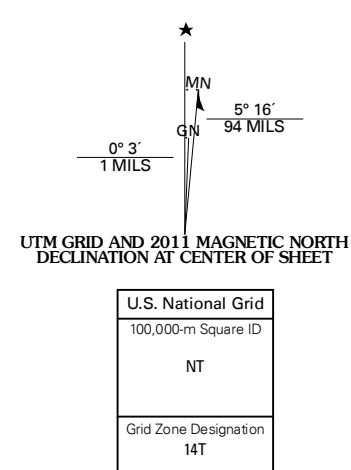 ★
MN
GN
5° 16´
94 MILS
0° 3´
1 MILS
UTM GRID AND 2011 MAGNETIC NORTH
DECLINATION AT CENTER OF SHEET
U.S. National Grid
100,000-m Square ID
NT
Grid Zone Designation
14T